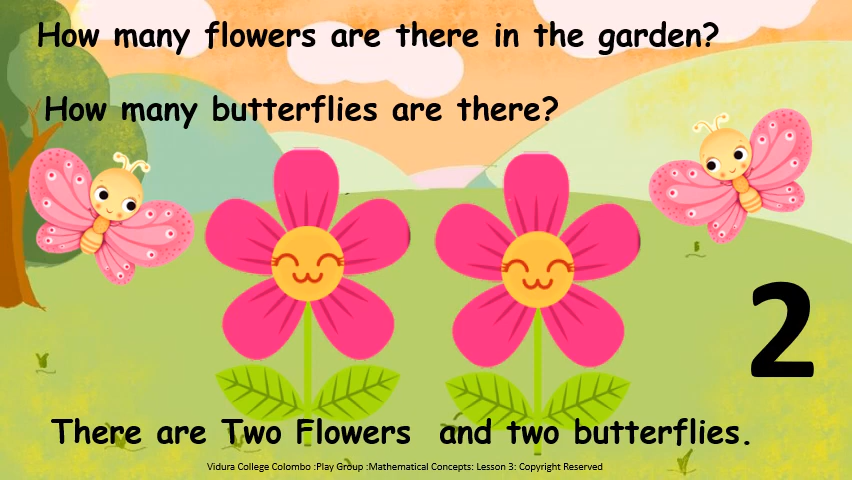 How many flowers are there in the garden?
How many butterflies are there?
2
There are Two Flowers and two butterflies.
Vidura College Colombo :Play Group :Mathematical Concepts: Lesson 3: Copyright Reserved